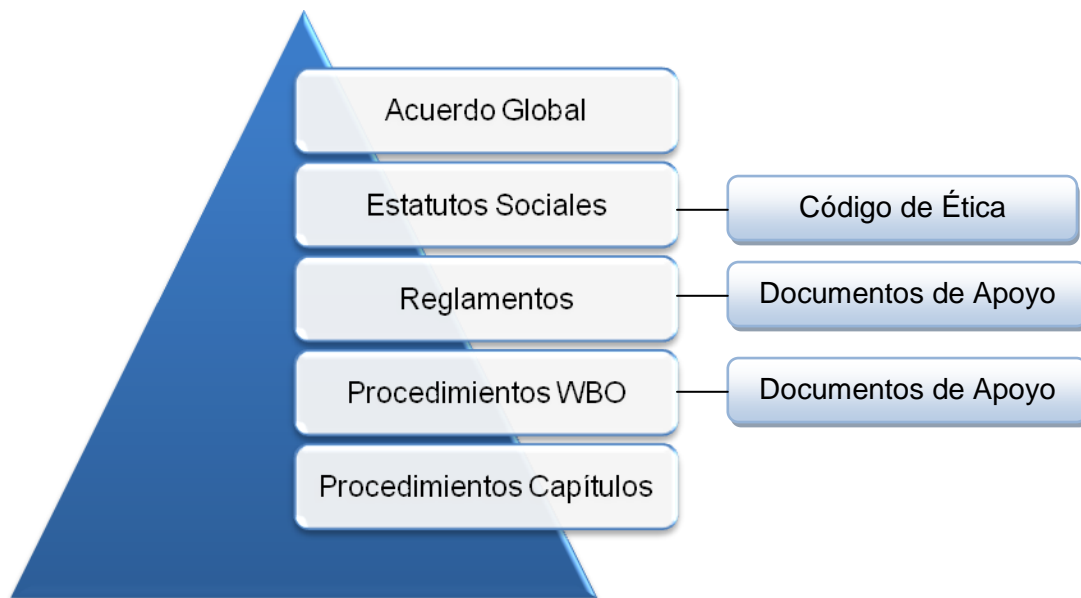 Acuerdo Global
Estatutos Sociales
Código de Ética
Reglamentos
Documentos de Apoyo
Procedimientos WBO
Documentos de Apoyo
Procedimientos Capítulos